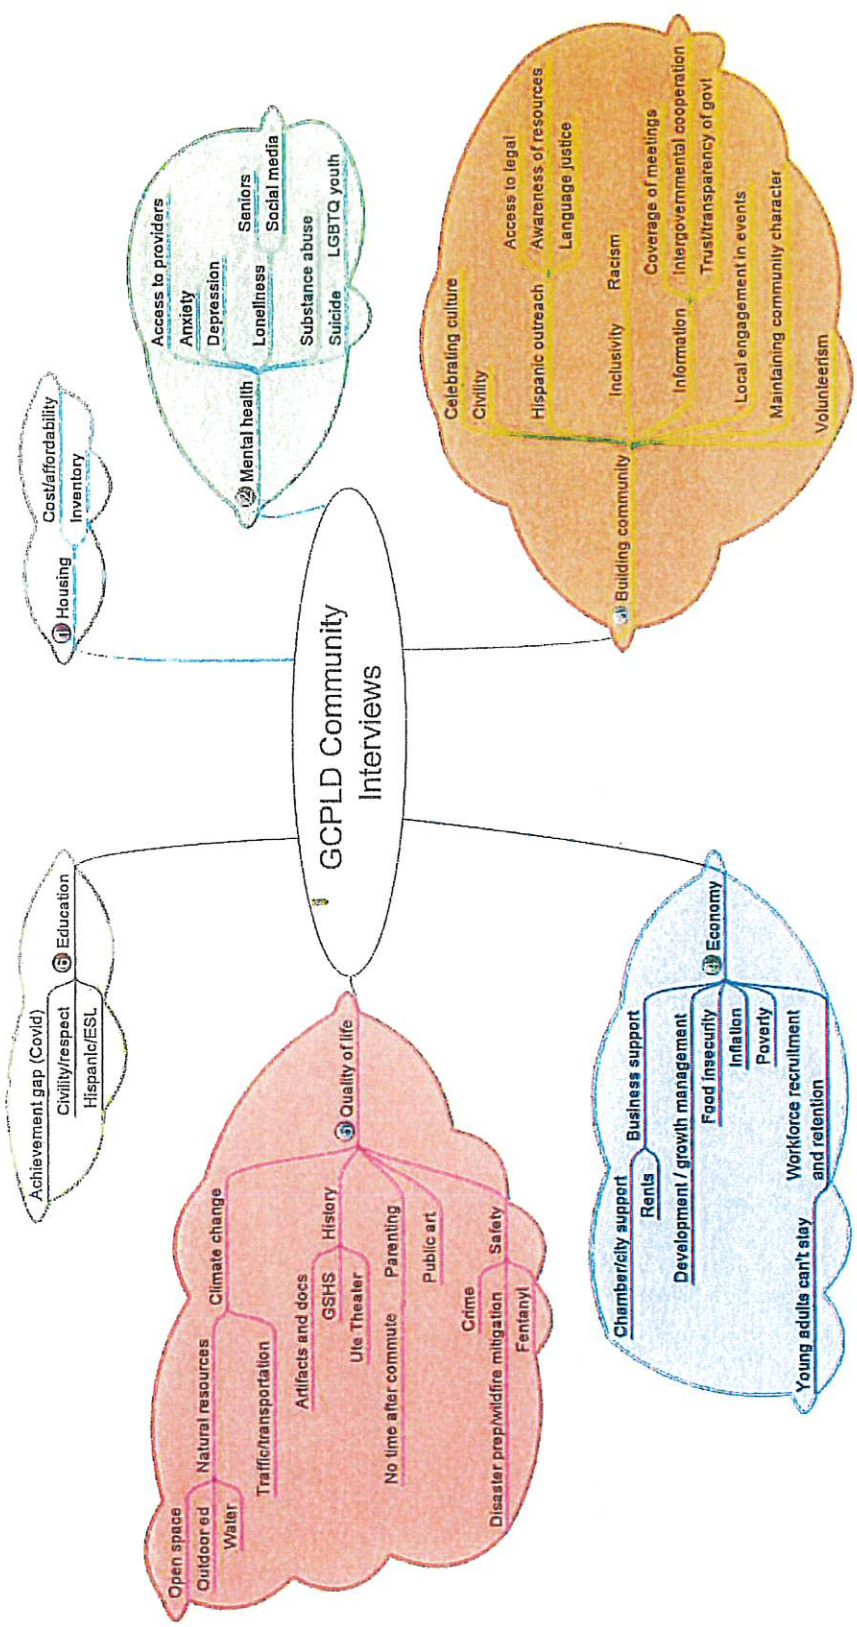 GCPLD Community
Interviews
1 Housing
Cost/affordability
Inventory
2 Mental health
Access to providers
Anxiety
Depression
Loneliness
Seniors
Social media
Substance abuse
Suicide
LGBTQ youth
Building community
Celebrating culture
Civility
Hispanic outreach
Access to legal
Awareness of resources
Language justice
Inclusivity
Racism
Information
Coverage of meetings
Intergovernmental cooperation
Trust/transparency of govt
Local engagement in events
Maintaining community character
Volunteerism
4 Economy
Business support
Chamber/city support
Rents
Development / growth management
Food insecurity
Inflation
Poverty
Workforce recruitment
and retention
Young adults can't stay
Quality of life
Climate change
Natural resources
Open space
Outdoor ed
Water
Traffic/transportation
History
Artifacts and docs
GSHS
Ute Theater
Parenting
No time after commute
Public art
Safety
Crime
Disaster prep/wildfire mitigation
Fentanyl
6 Education
Achievement gap (Covid)
Civility/respect
Hispanic/ESL